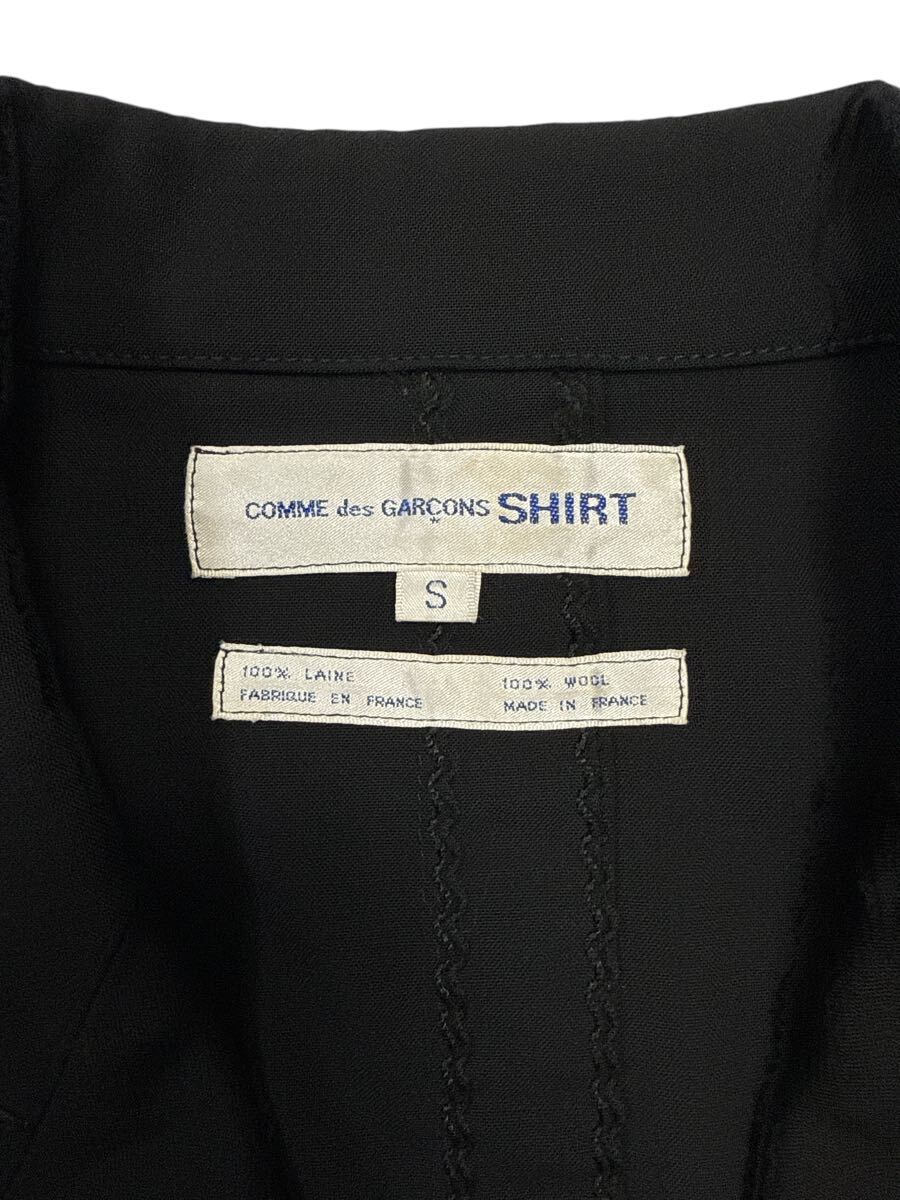 COMME des GARÇONS SHIRT
*
S
100% LAINE
FABRIQUE EN FRANCE
100% WOOL
MADE IN FRANCE